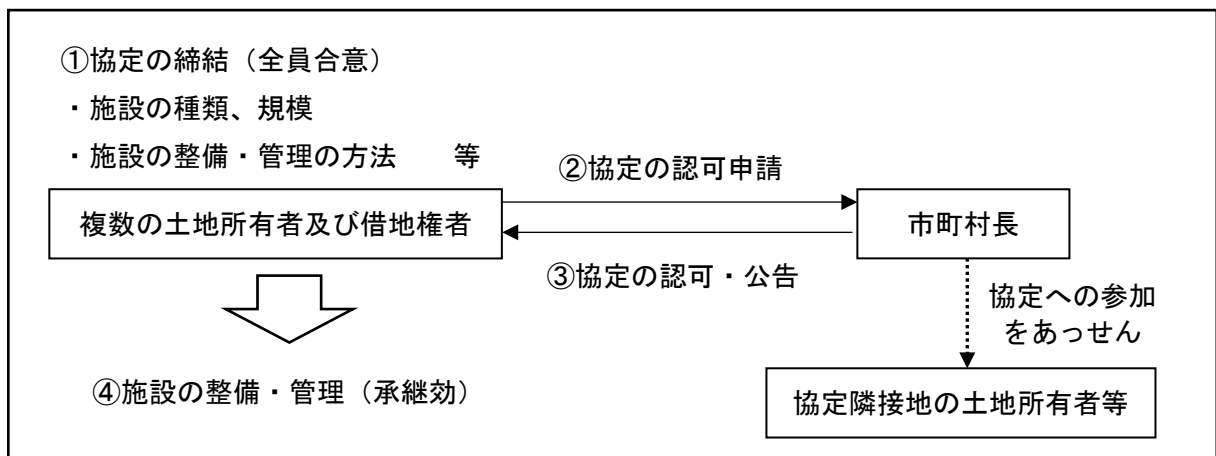 ①協定の締結（全員合意）
・施設の種類、規模
・施設の整備・管理の方法　　等
②協定の認可申請
複数の土地所有者及び借地権者
市町村長
③協定の認可・公告
協定への参加
をあっせん
④施設の整備・管理（承継効）
協定隣接地の土地所有者等